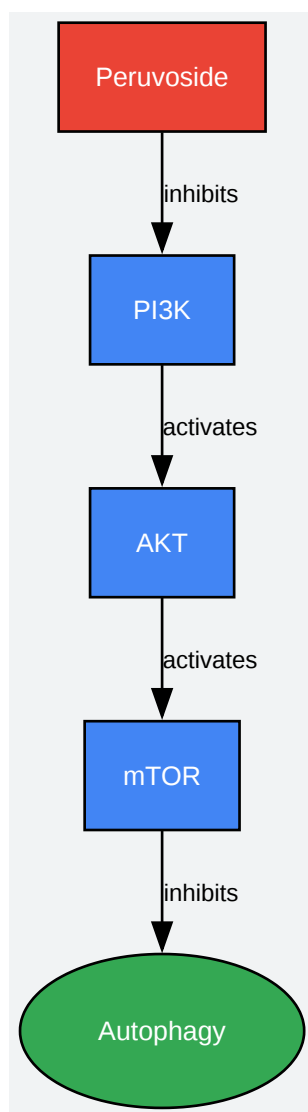 Peruvoside
inhibits
PI3K
activates
AKT
activates
mTOR
inhibits
Autophagy